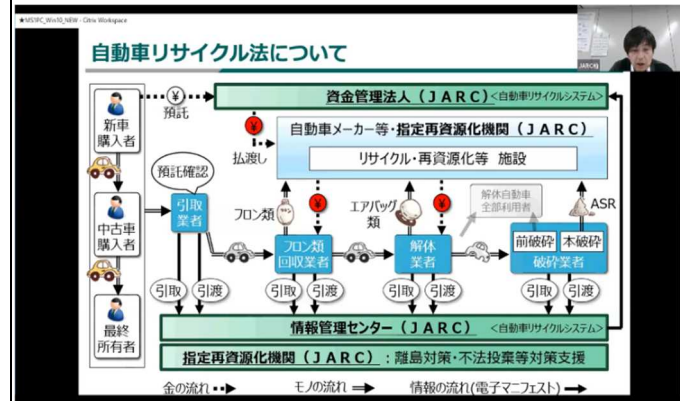 ★MS1PC_Win10_NEW - Citrix Workspace
JARC
自動車リサイクル法について
資金管理法人（JARC）<自動車リサイクルシステム>
新車
購入者
¥
預託
¥
払渡し
自動車メーカー等・指定再資源化機関（JARC）
リサイクル・再資源化等 施設
預託確認
引取
業者
中古車
購入者
フロン類
¥
エアバッグ
類
¥
解体自動車
全部利用者
ASR
フロン類
回収業者
解体
業者
前破砕
本破砕
破砕業者
引取
引渡
引取
引渡
引取
引渡
引取
引渡
最終
所有者
情報管理センター（JARC）<自動車リサイクルシステム>
指定再資源化機関（JARC）：離島対策・不法投棄等対策支援
金の流れ
モノの流れ
情報の流れ(電子マニフェスト)